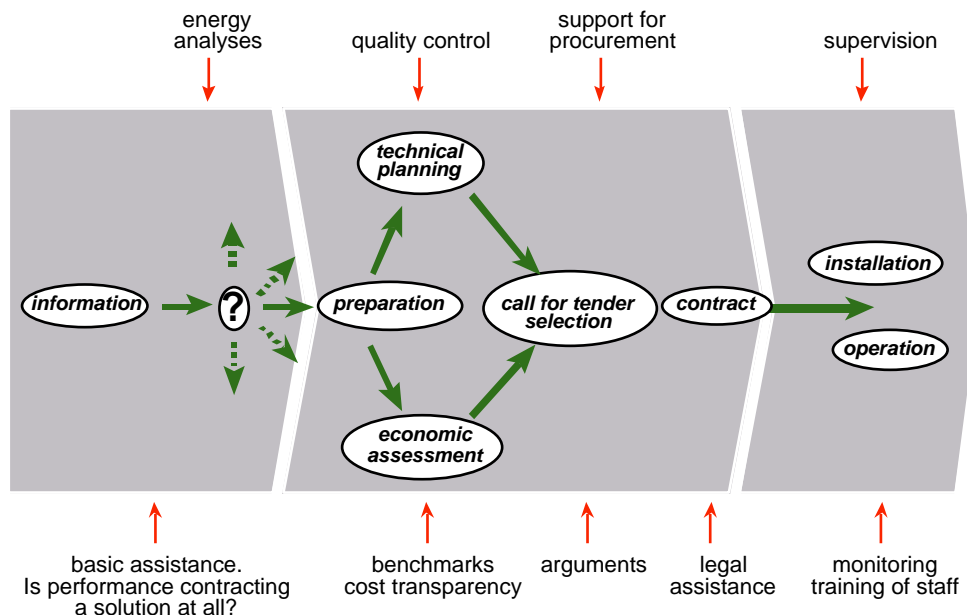 energy
analyses
quality control
support for
procurement
supervision
technical
planning
information
?
preparation
call for tender
selection
contract
installation
operation
economic
assessment
basic assistance.
Is performance contracting
a solution at all?
benchmarks
cost transparency
arguments
legal
assistance
monitoring
training of staff